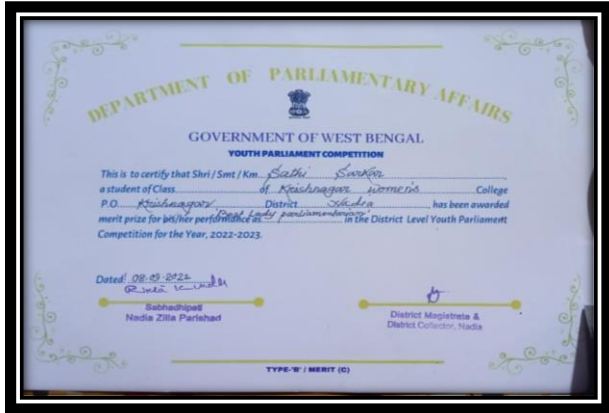 DEPARTMENT OF PARLIAMENTARY AFFAIRS
GOVERNMENT OF WEST BENGAL
YOUTH PARLIAMENT COMPETITION
This is to certify that Shri / Smt / Km. Sathi Sarkar
a student of Class of Krishnagar Women's College
P.O. Krishnagar District Nadia has been awarded
merit prize for his/her performance as 'Best Lady parliamentarian' in the District Level Youth Parliament
Competition for the Year, 2022-2023.
Dated 08-09-2022
Sabhadhipati
Nadia Zilla Parishad
District Magistrate &
District Collector, Nadia
TYPE-'B' / MERIT (C)